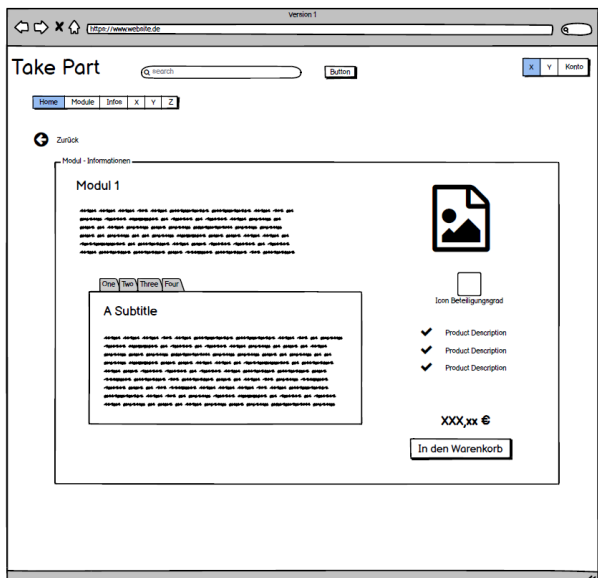 Version 1
https://www.website.de
Take Part
search
Button
X Y Konto
Home Module Infos X Y Z
Zurück
Modul - Informationen
Modul 1
One Two Three Four
A Subtitle
Icon Beteiligungsgrad
Product Description
Product Description
Product Description
XXX,xx €
In den Warenkorb